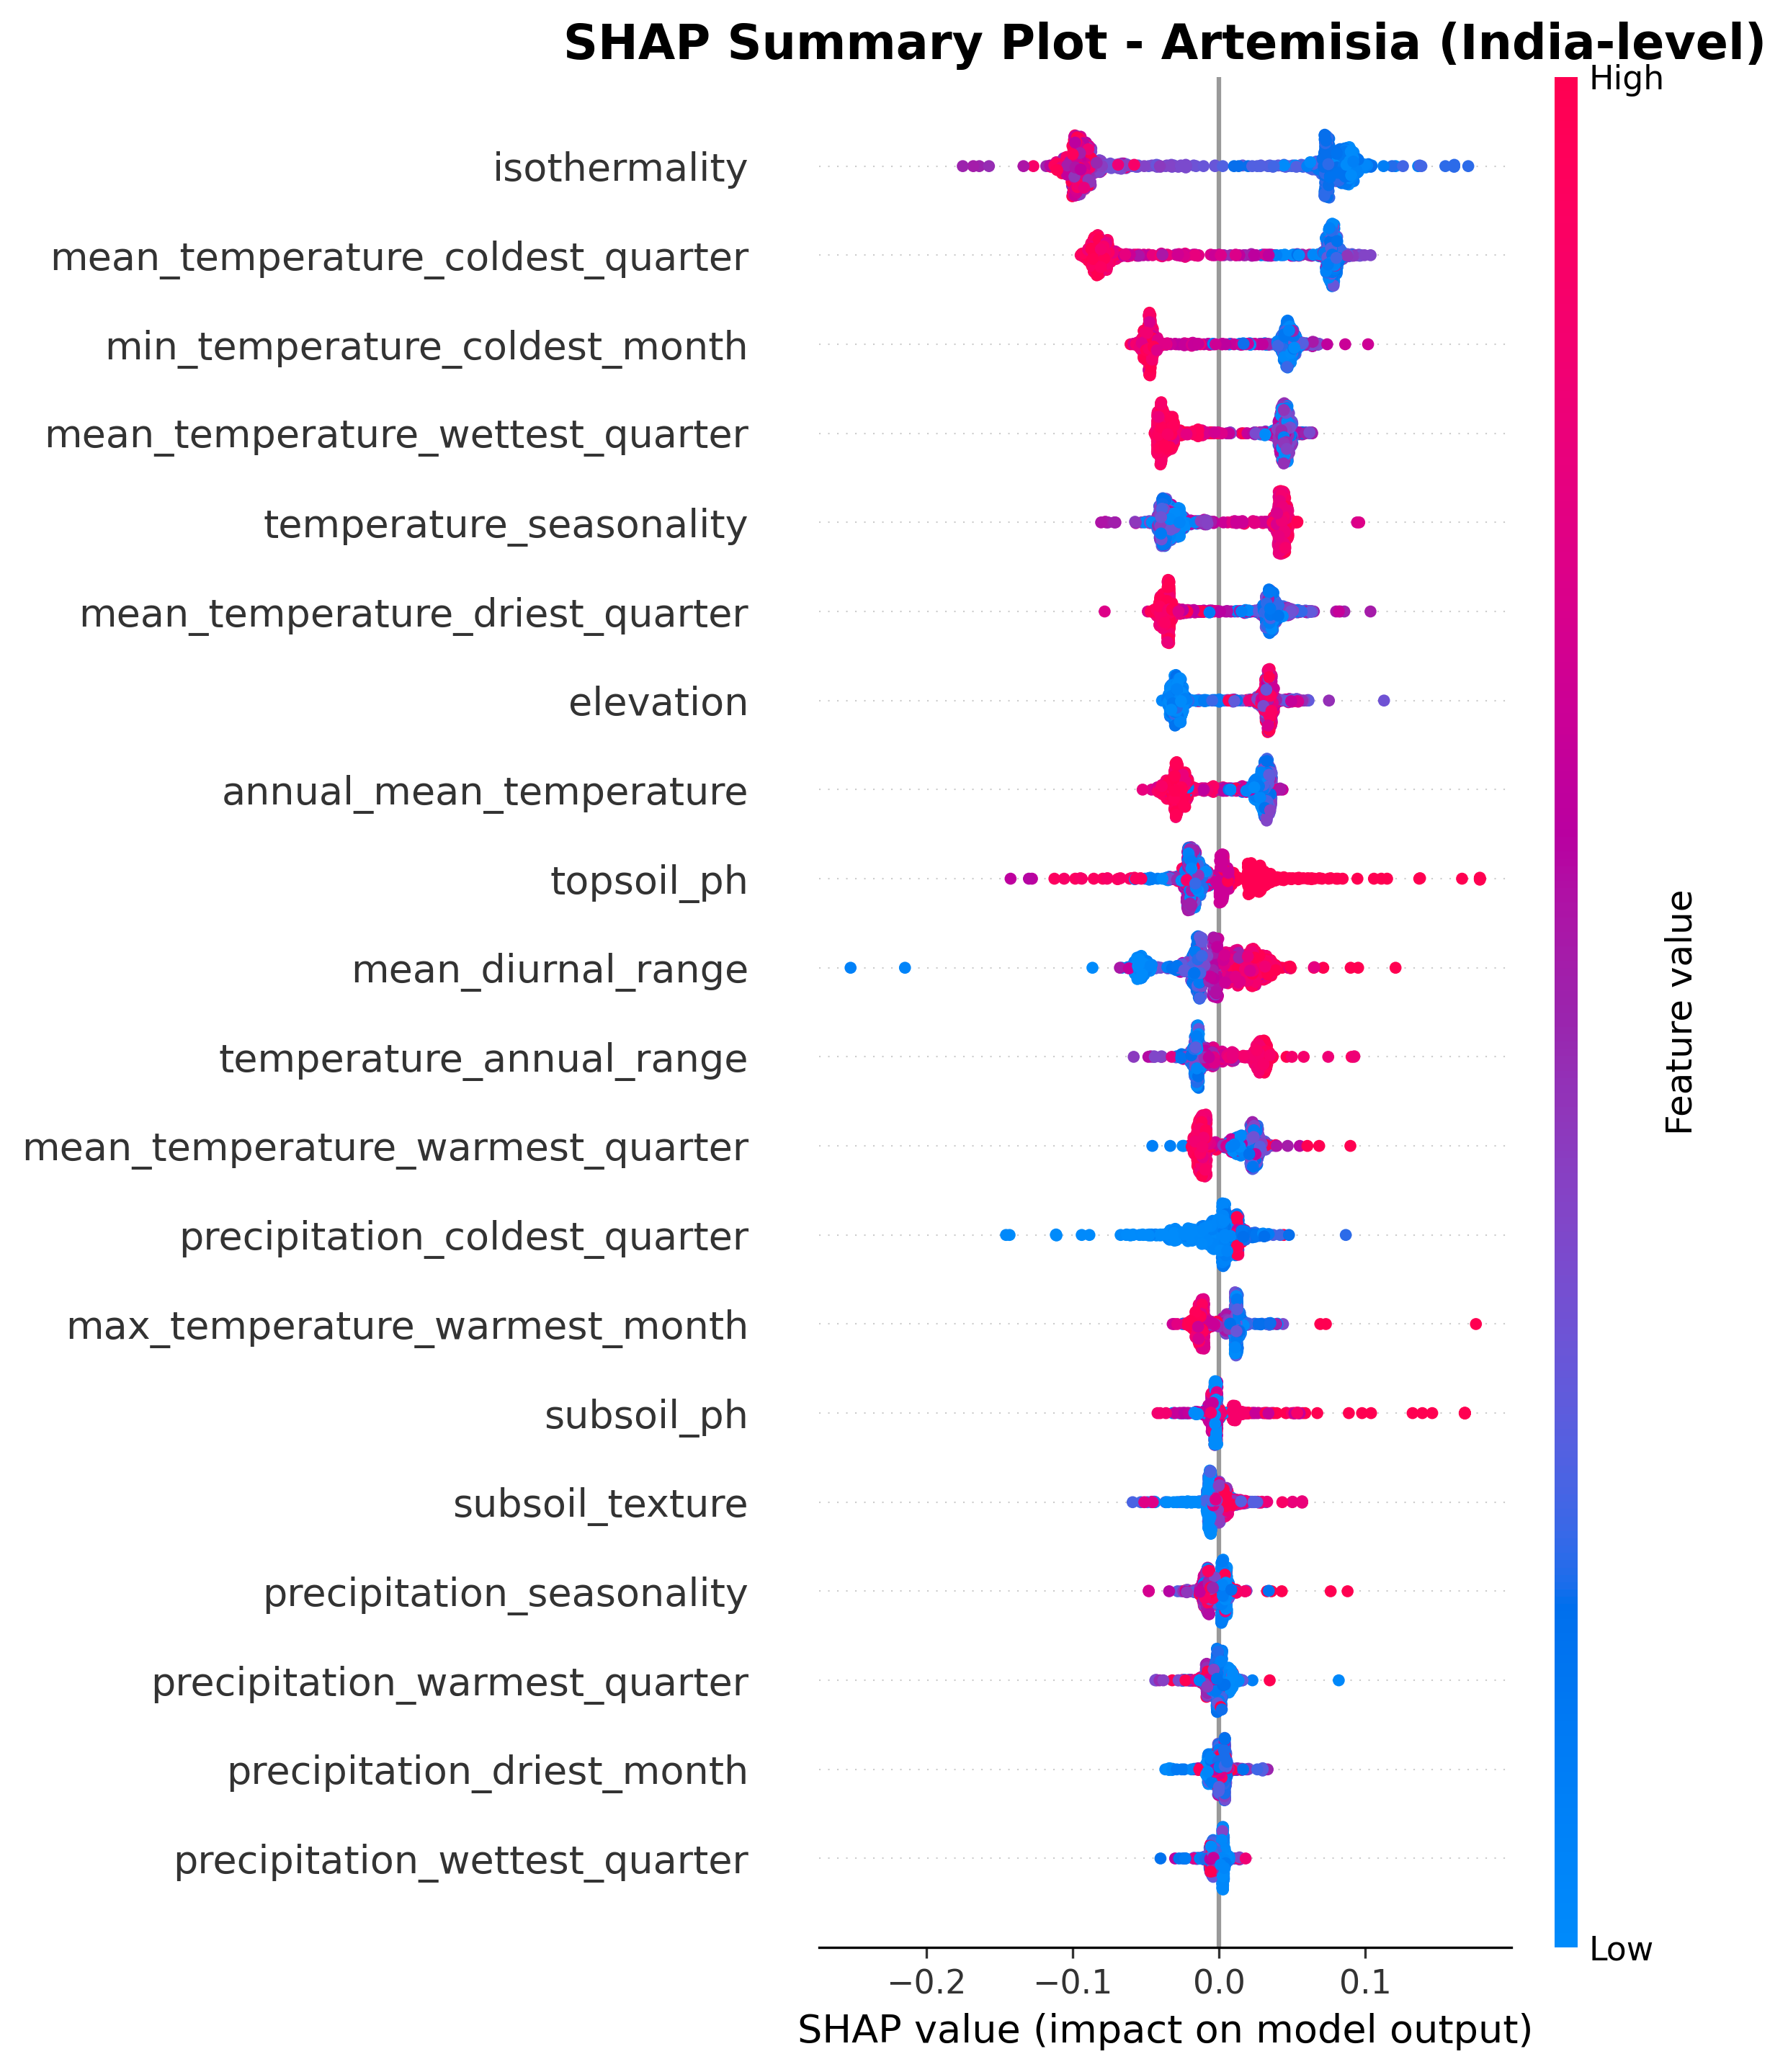 SHAP Summary Plot - Artemisia (India-level)
High
isothermality
mean_temperature_coldest_quarter
min_temperature_coldest_month
mean_temperature_wettest_quarter
temperature_seasonality
mean_temperature_driest_quarter
elevation
annual_mean_temperature
topsoil_ph
mean_diurnal_range
temperature_annual_range
mean_temperature_warmest_quarter
precipitation_coldest_quarter
max_temperature_warmest_month
subsoil_ph
subsoil_texture
precipitation_seasonality
precipitation_warmest_quarter
precipitation_driest_month
precipitation_wettest_quarter
Feature value
Low
−0.2 −0.1 0.0 0.1
SHAP value (impact on model output)